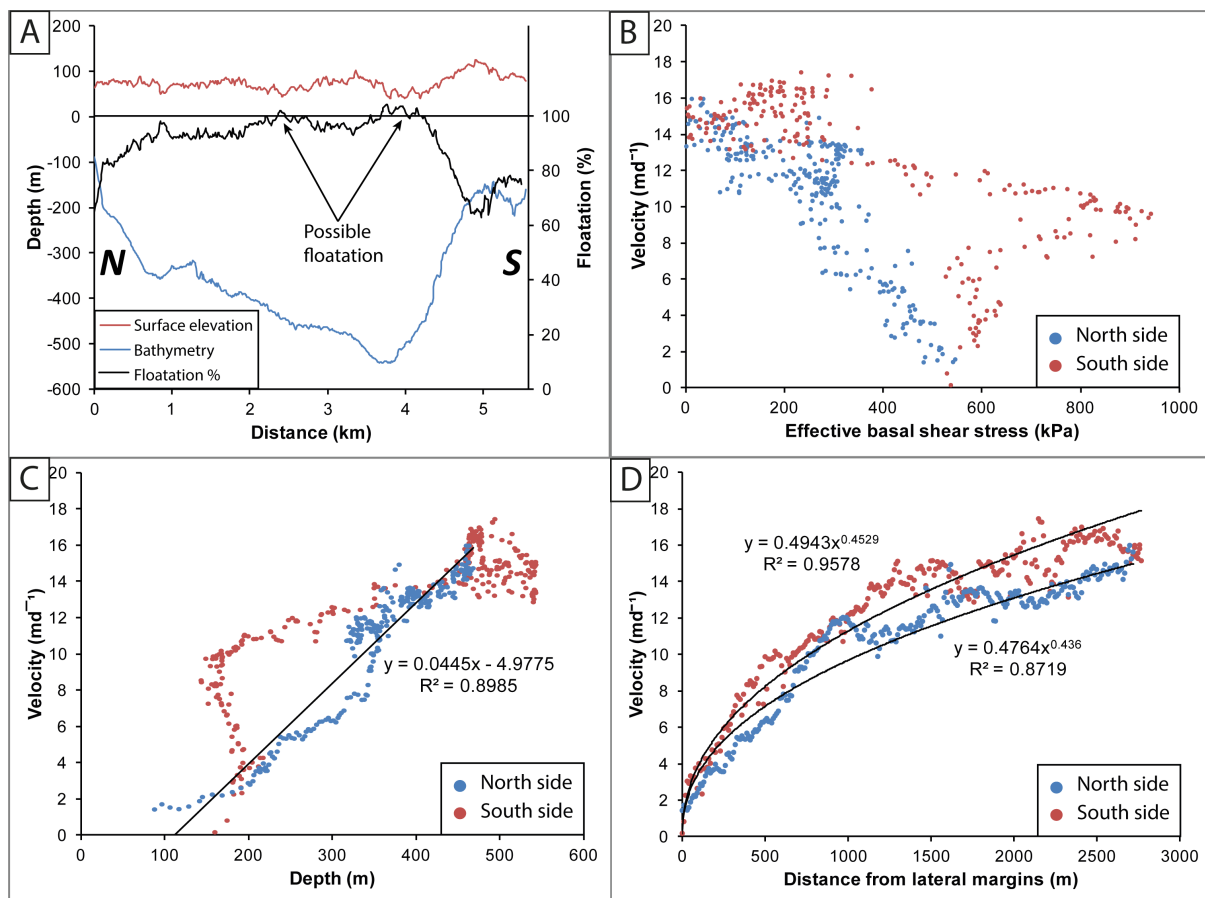 A
200
100
0
-100
-200
-300
-400
-500
-600
Depth (m)
100
80
60
40
20
0
Floatation (%)
Possible
floatation
N
S
Surface elevation
Bathymetry
Floatation %
0 1 2 3 4 5
Distance (km)
B
20
18
16
14
12
10
8
6
4
2
0
Velocity (md⁻¹)
North side
South side
0 200 400 600 800 1000
Effective basal shear stress (kPa)
C
20
18
16
14
12
10
8
6
4
2
0
Velocity (md⁻¹)
y = 0.0445x - 4.9775
R² = 0.8985
North side
South side
0 100 200 300 400 500 600
Depth (m)
D
20
18
16
14
12
10
8
6
4
2
0
Velocity (md⁻¹)
y = 0.4943x^0.4529
R² = 0.9578
y = 0.4764x^0.436
R² = 0.8719
North side
South side
0 500 1000 1500 2000 2500 3000
Distance from lateral margins (m)